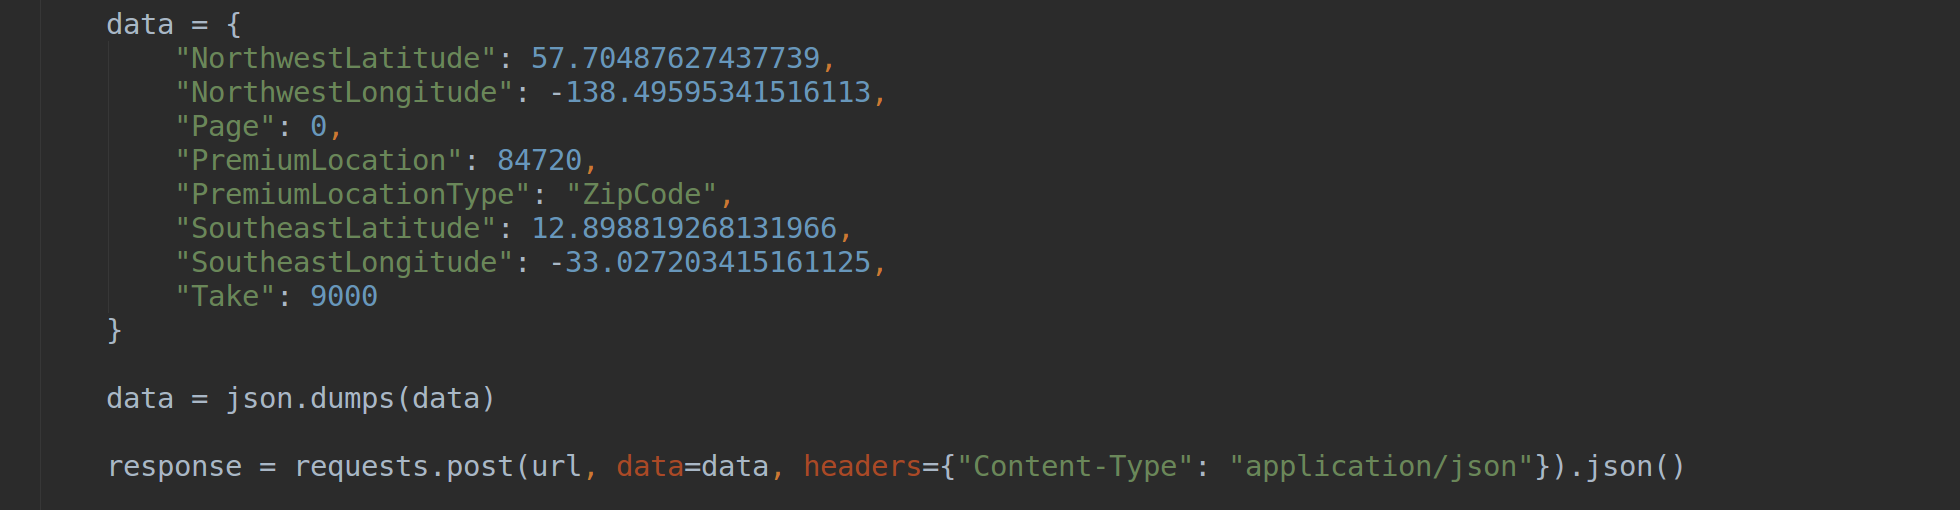 data = {
    "NorthwestLatitude": 57.70487627437739,
    "NorthwestLongitude": -138.49595341516113,
    "Page": 0,
    "PremiumLocation": 84720,
    "PremiumLocationType": "ZipCode",
    "SoutheastLatitude": 12.898819268131966,
    "SoutheastLongitude": -33.027203415161125,
    "Take": 9000
}
data = json.dumps(data)
response = requests.post(url, data=data, headers={"Content-Type": "application/json"}).json()